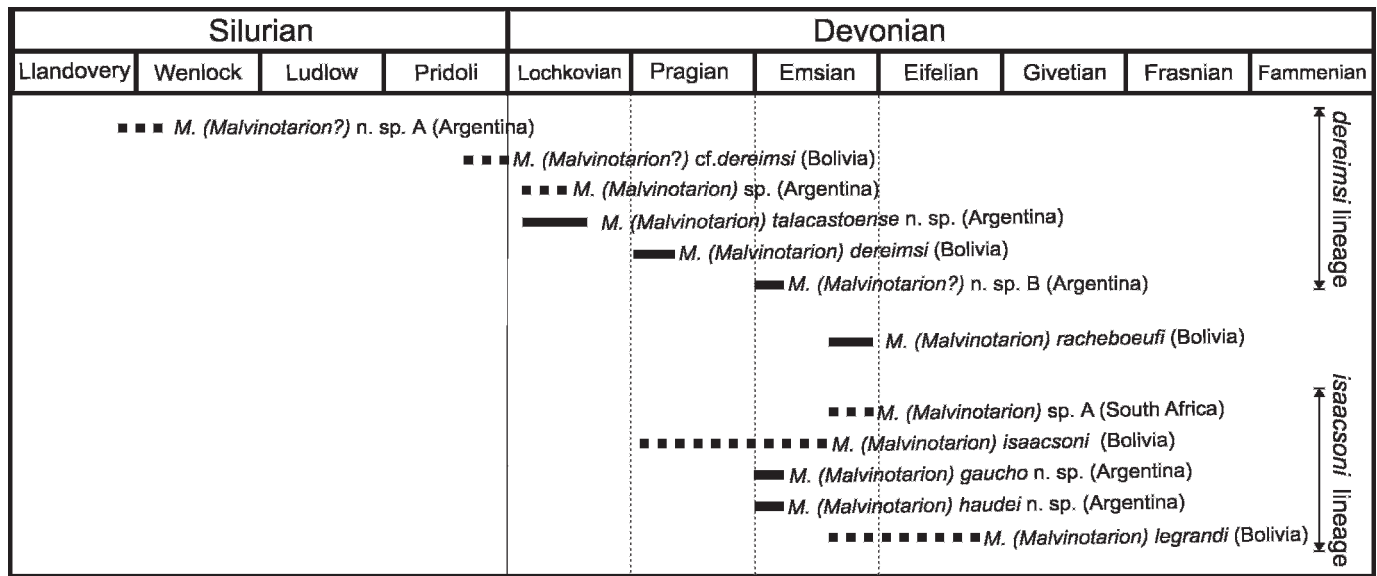 Silurian Devonian
Llandovery Wenlock Ludlow Pridoli Lochkovian Pragian Emsian Eifelian Givetian Frasnian Fammenian
M. (Malvinotarion?) n. sp. A (Argentina)
M. (Malvinotarion?) cf.dereimsi (Bolivia)
M. (Malvinotarion) sp. (Argentina)
M. (Malvinotarion) talacastoense n. sp. (Argentina)
M. (Malvinotarion) dereimsi (Bolivia)
M. (Malvinotarion?) n. sp. B (Argentina)
dereimsi lineage
M. (Malvinotarion) racheboeufi (Bolivia)
M. (Malvinotarion) sp. A (South Africa)
M. (Malvinotarion) isaacsoni (Bolivia)
M. (Malvinotarion) gaucho n. sp. (Argentina)
M. (Malvinotarion) haudei n. sp. (Argentina)
M. (Malvinotarion) legrandi (Bolivia)
isaacsoni lineage